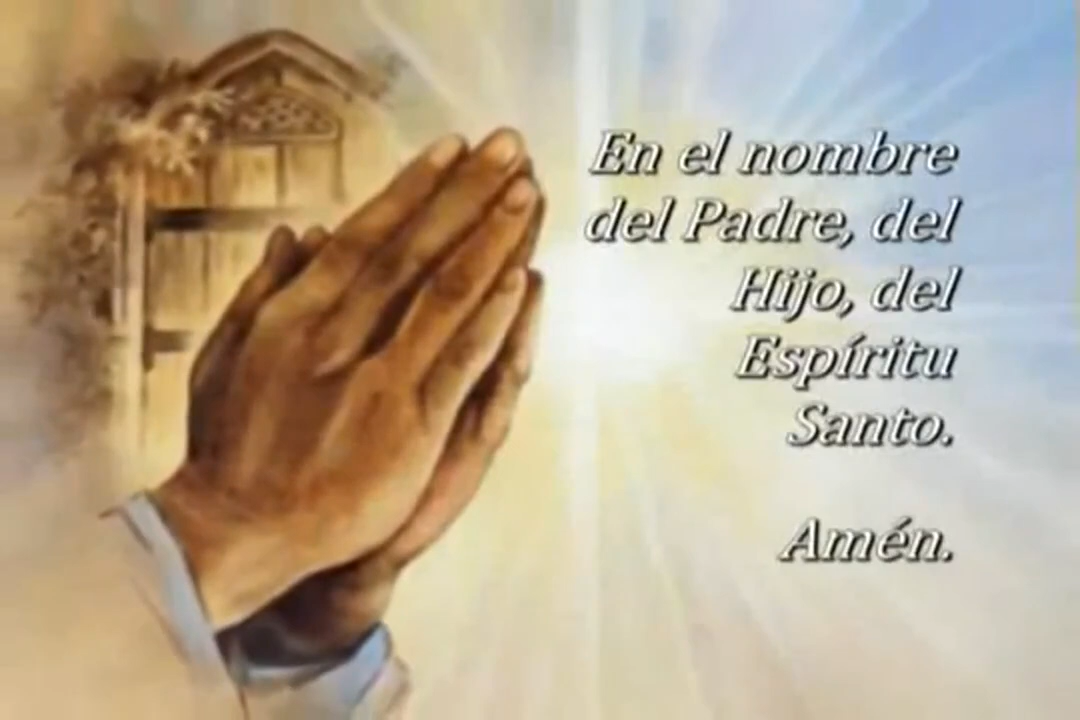 En el nombre
del Padre, del
Hijo, del
Espíritu
Santo.
Amén.